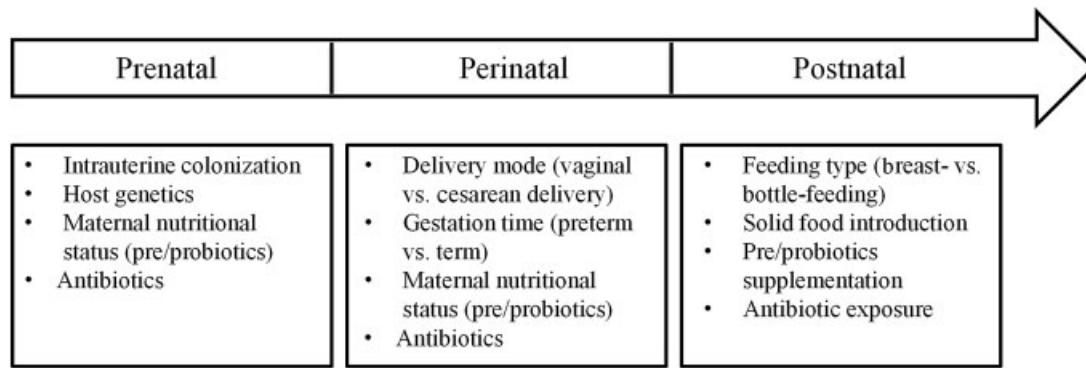 Prenatal
Perinatal
Postnatal
• Intrauterine colonization
• Host genetics
• Maternal nutritional
status (pre/probiotics)
• Antibiotics
• Delivery mode (vaginal
vs. cesarean delivery)
• Gestation time (preterm
vs. term)
• Maternal nutritional
status (pre/probiotics)
• Antibiotics
• Feeding type (breast- vs.
bottle-feeding)
• Solid food introduction
• Pre/probiotics
supplementation
• Antibiotic exposure